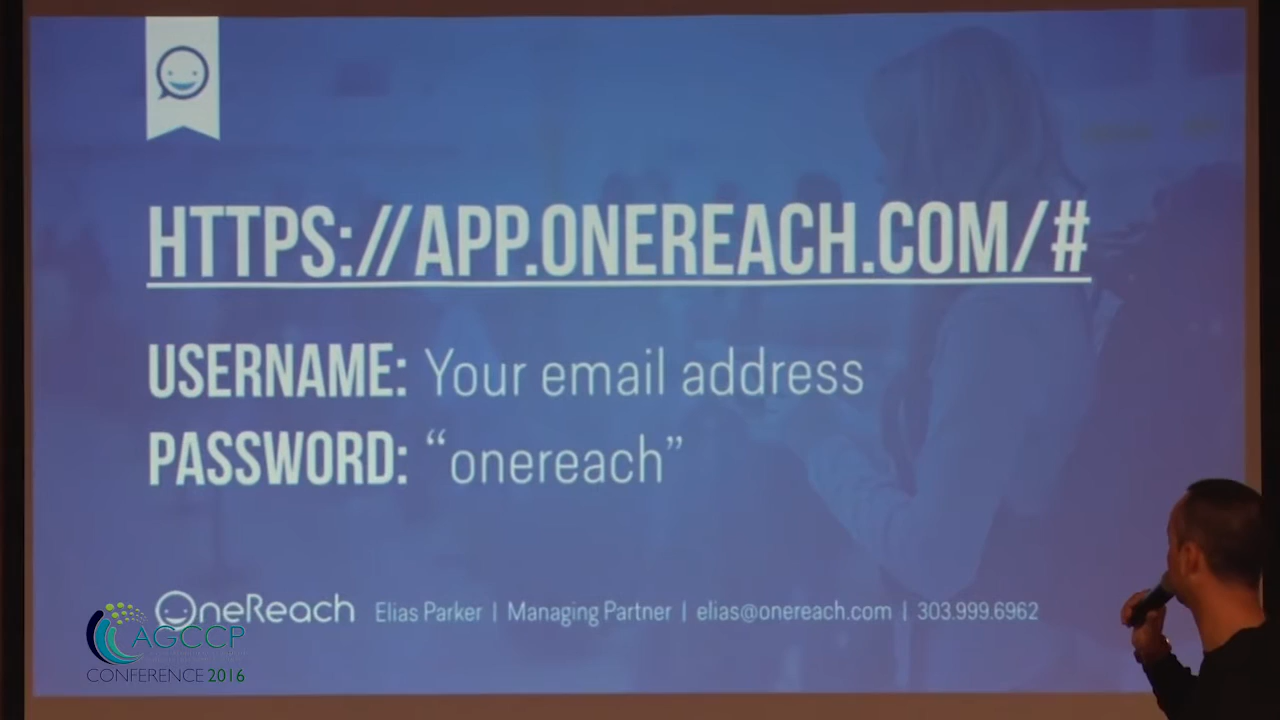 HTTPS://APP.ONEREACH.COM/#
USERNAME: Your email address
PASSWORD: “onereach”
OneReach Elias Parker | Managing Partner | elias@onereach.com | 303.999.6962
AGCCP
CONFERENCE 2016